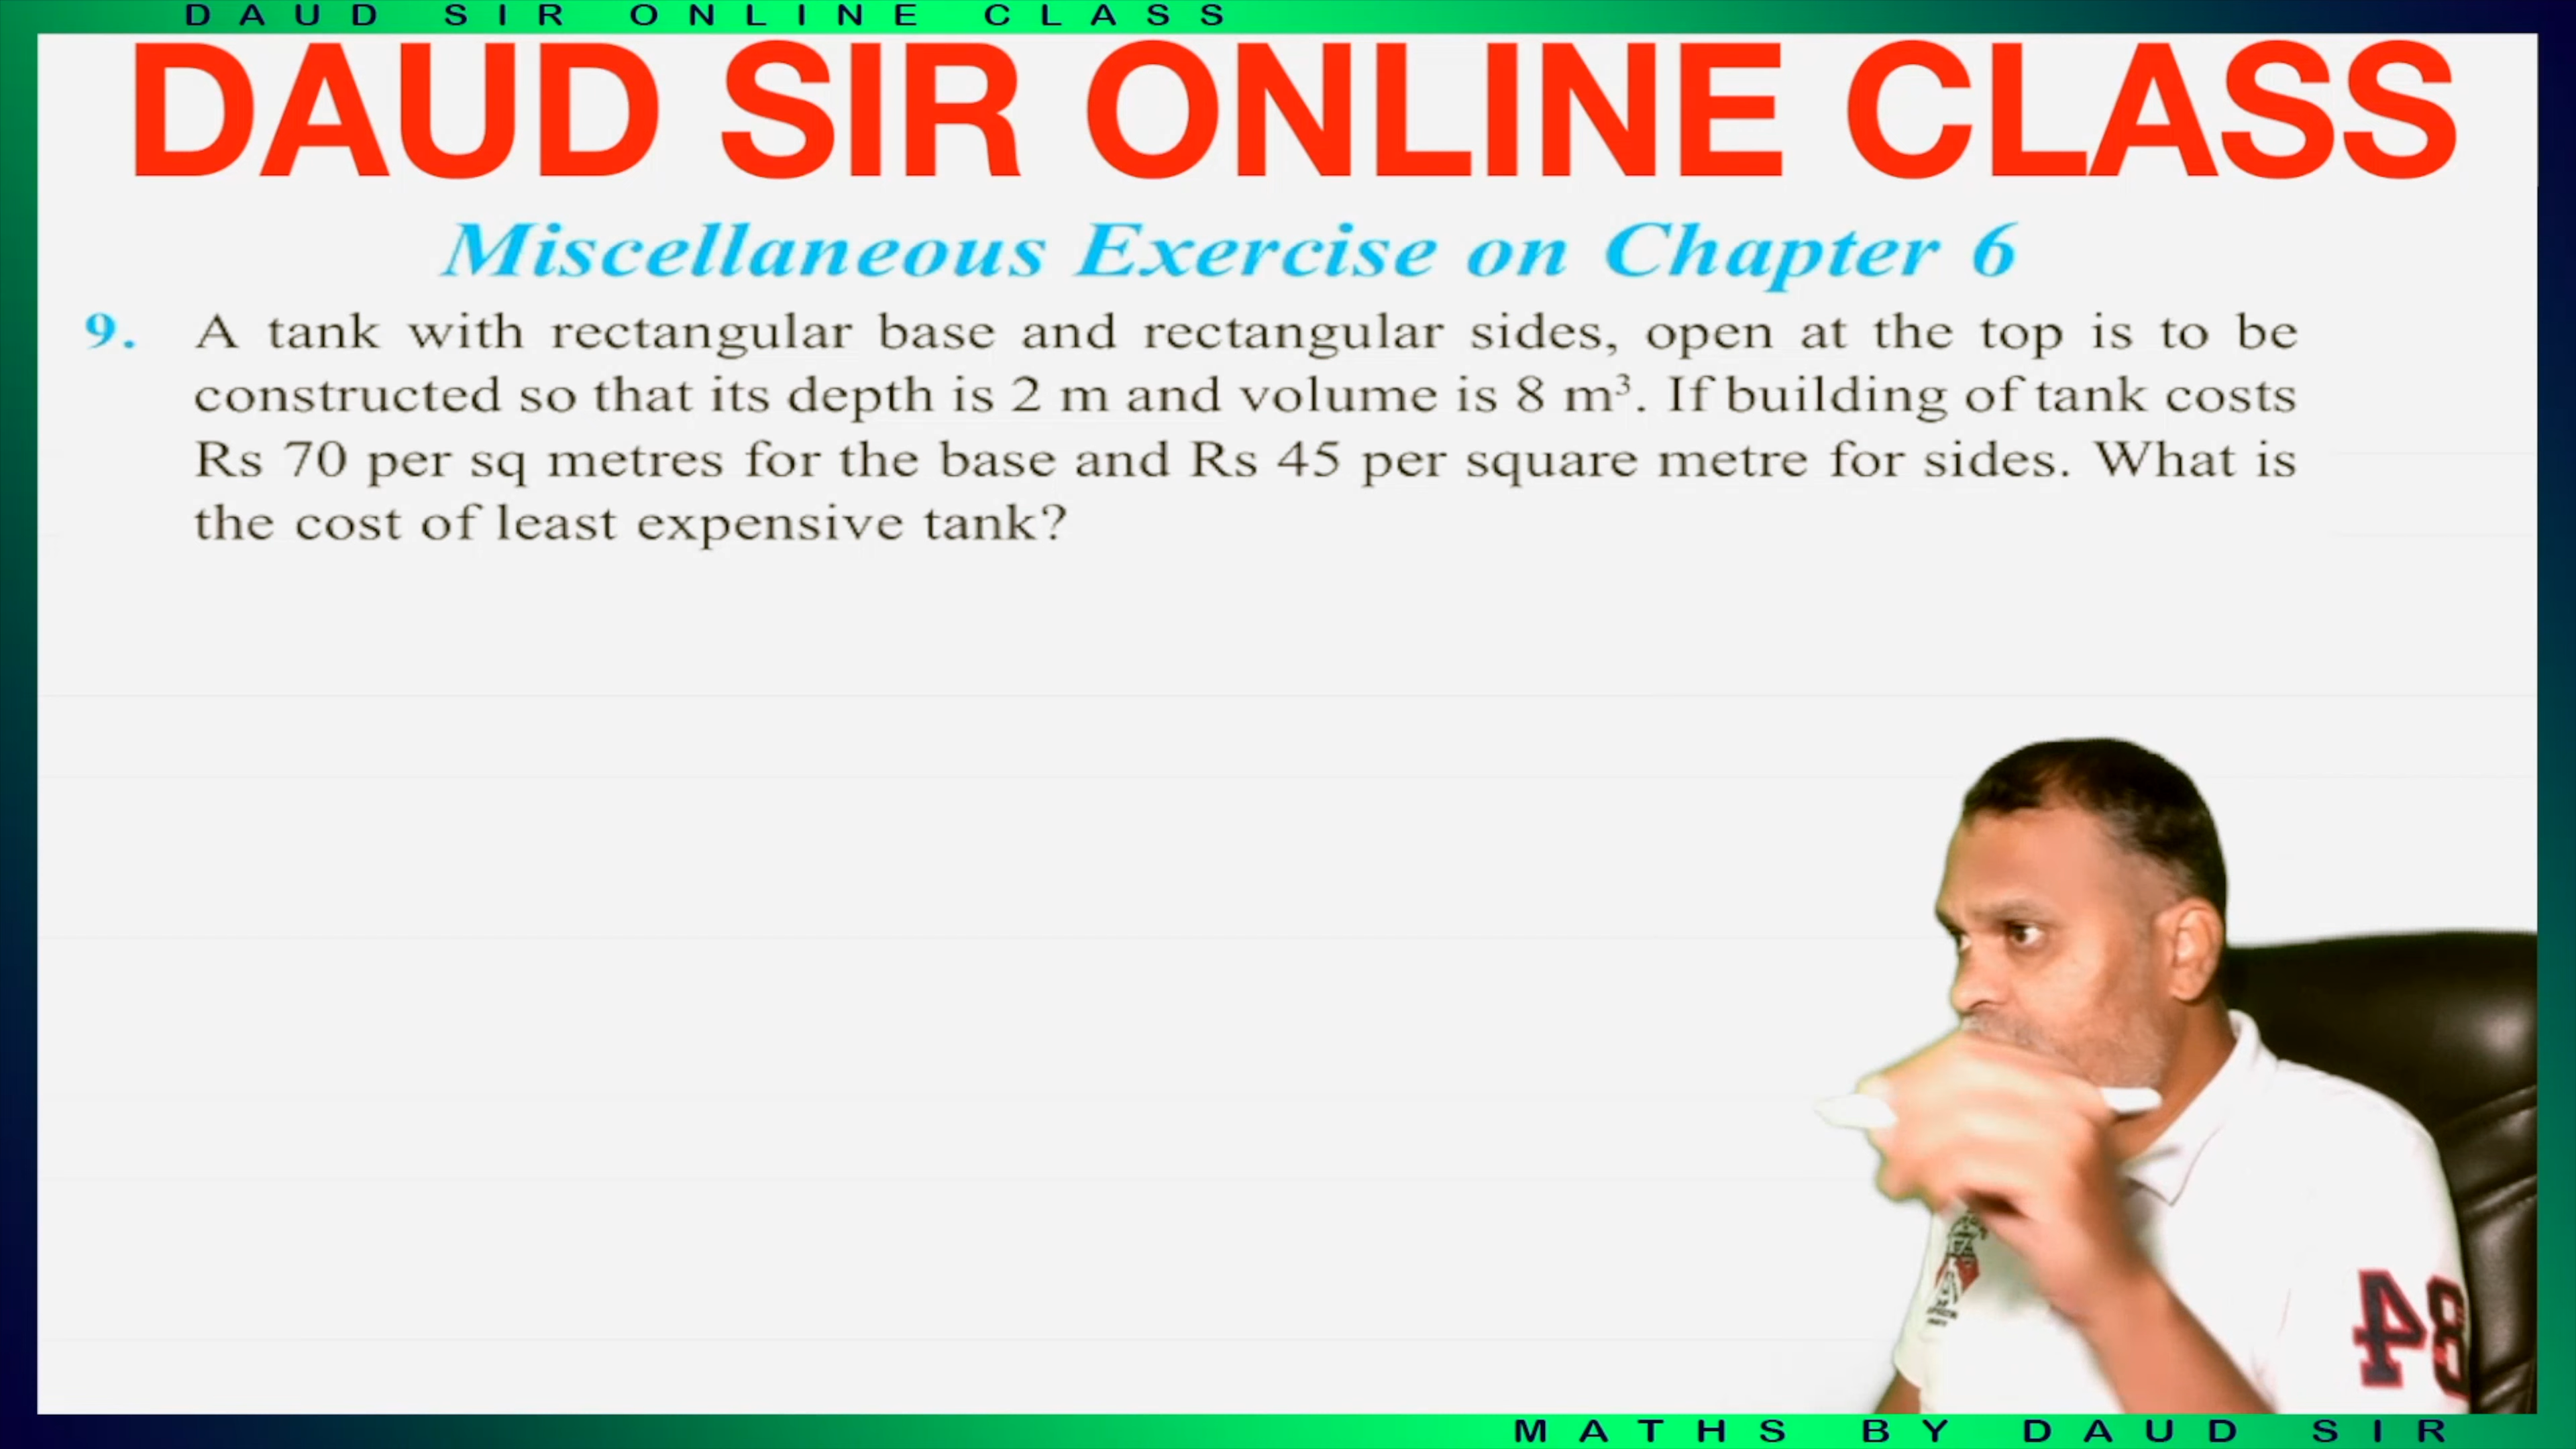 DAUD SIR ONLINE CLASS
DAUD SIR ONLINE CLASS
Miscellaneous Exercise on Chapter 6
9. A tank with rectangular base and rectangular sides, open at the top is to be
constructed so that its depth is 2 m and volume is 8 m³. If building of tank costs
Rs 70 per sq metres for the base and Rs 45 per square metre for sides. What is
the cost of least expensive tank?
84
MATHS BY DAUD SIR